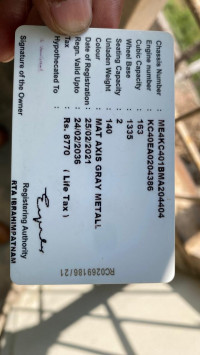 Chassis Number : ME4KC401BMA204404
Engine number : KC40EA0204386
Cubic Capacity : 163
Wheel Base : 1335
Seating Capacity : 2
Unladen Weight : 140
Colour : MAT AXIS GRAY METALL
Date of Registration : 25/02/2021
Regn. Valid Upto : 24/02/2036
Tax : Rs. 8770 ( Life Tax )
Hypothecated To :
Signature of the Owner
Registering Authority
RTA IBRAHIMPATNAM
RC0269186/21